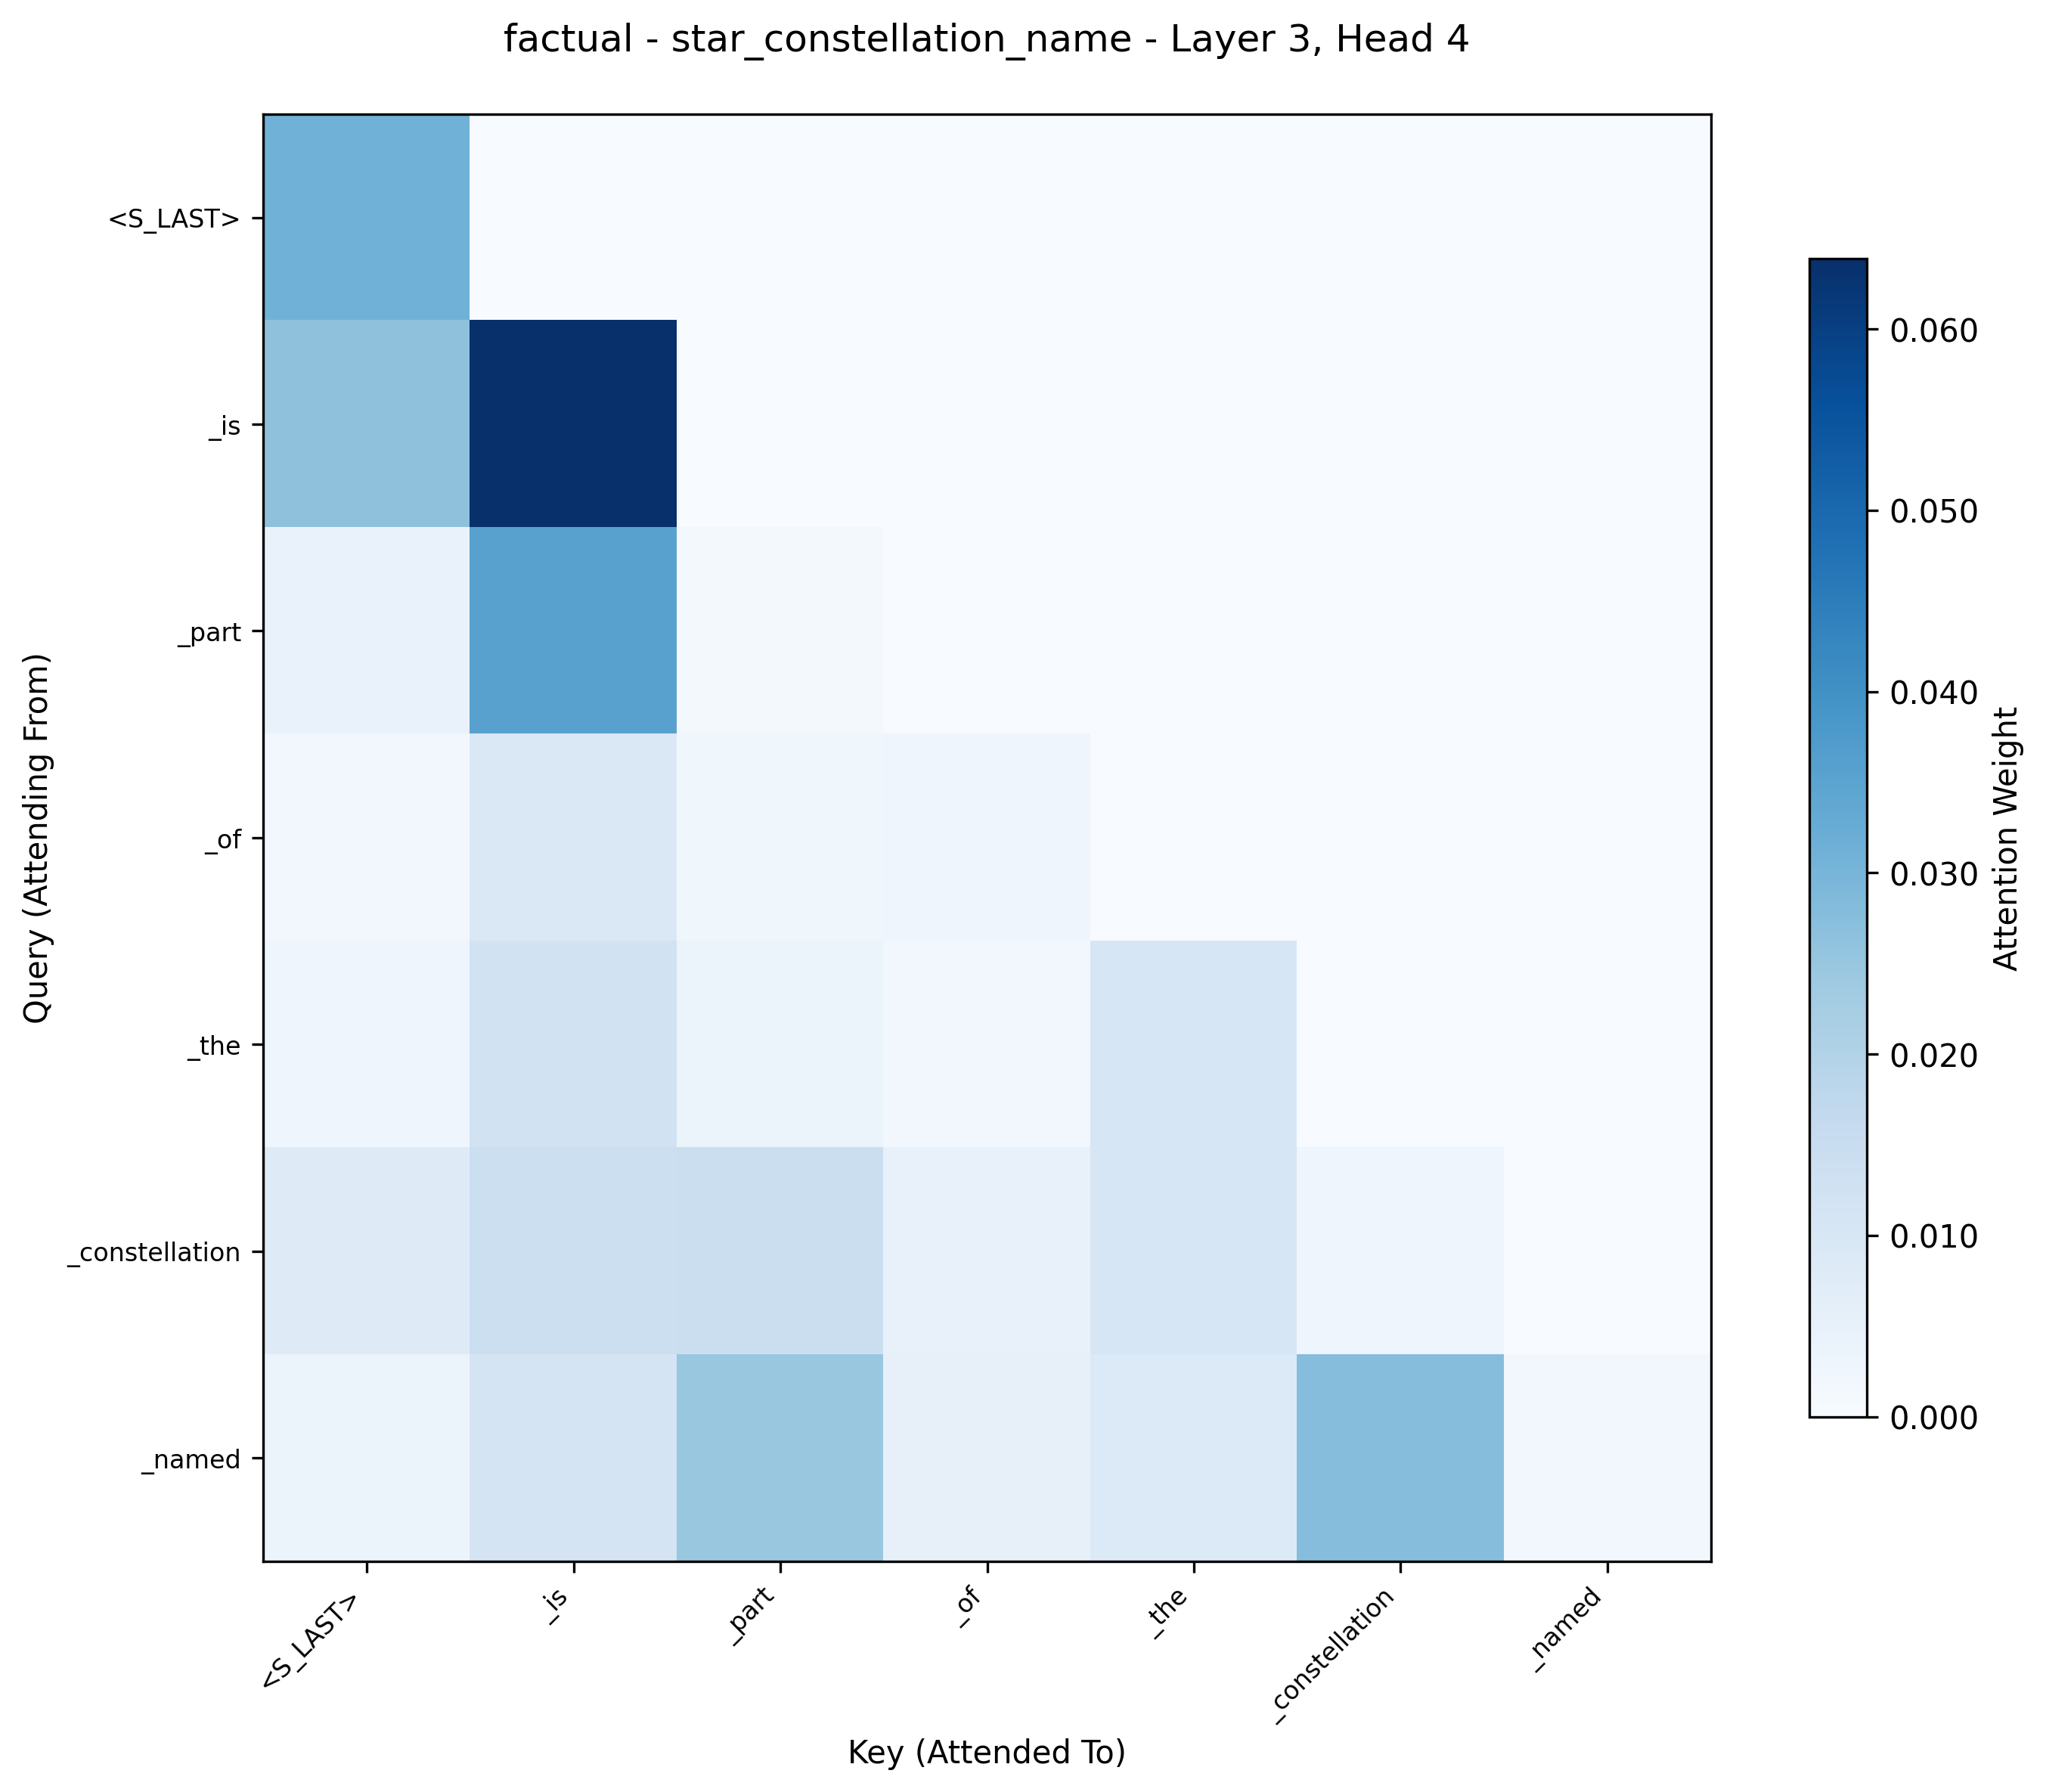 factual - star_constellation_name - Layer 3, Head 4
Query (Attending From)
<S_LAST>
_is
_part
_of
_the
_constellation
_named
<S_LAST>
_is
_part
_of
_the
_constellation
_named
Key (Attended To)
0.060
0.050
0.040
0.030
0.020
0.010
0.000
Attention Weight